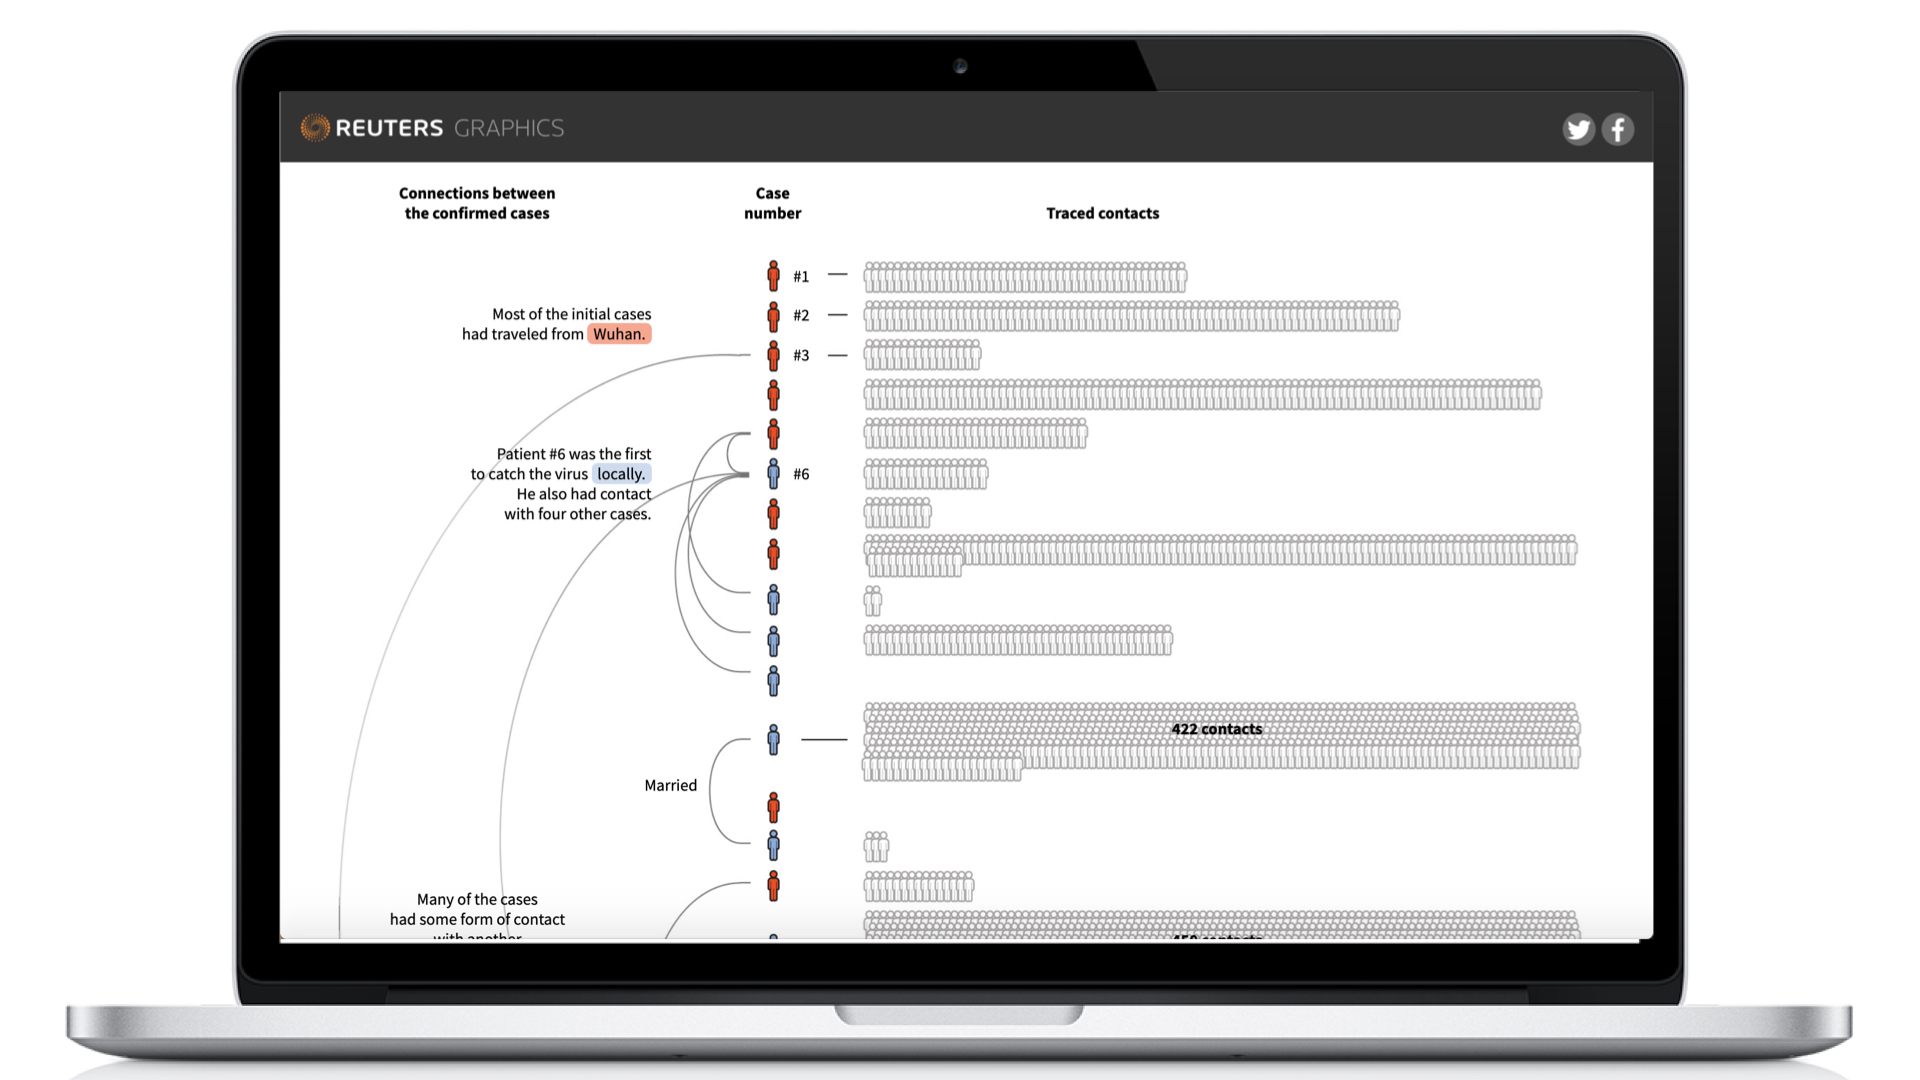 REUTERS GRAPHICS
Connections between
the confirmed cases
Case
number
Traced contacts
#1
#2
Most of the initial cases
had traveled from Wuhan.
#3
Patient #6 was the first
to catch the virus locally.
He also had contact
with four other cases.
#6
422 contacts
Married
Many of the cases
had some form of contact
with another